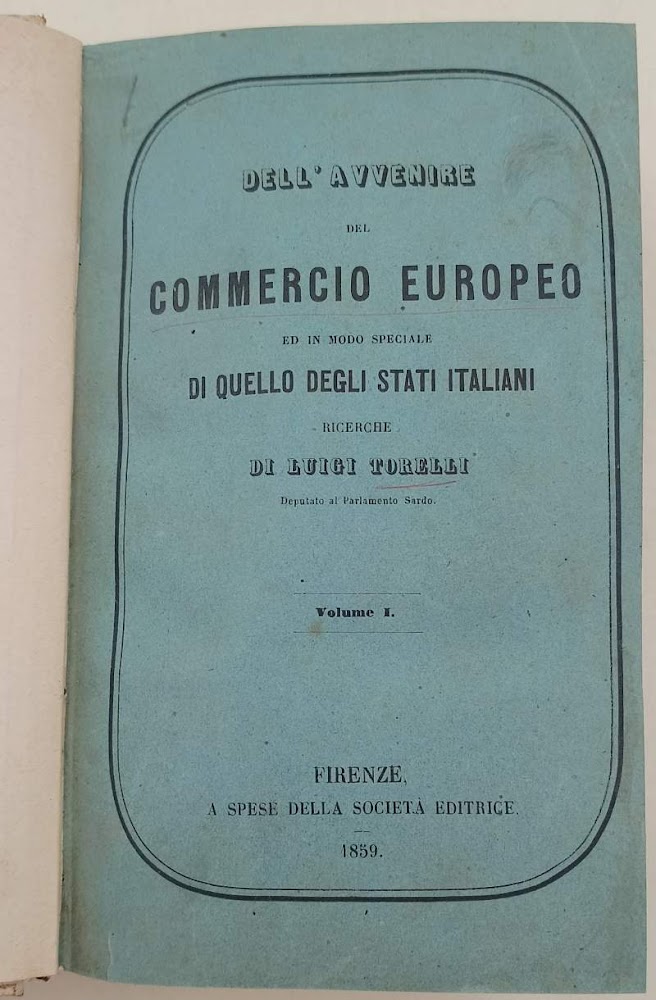 DELL' AVVENIRE
DEL
COMMERCIO EUROPEO
ED IN MODO SPECIALE
DI QUELLO DEGLI STATI ITALIANI
RICERCHE
DI LUIGI TORELLI
Deputato al Parlamento Sardo.
Volume I.
FIRENZE,
A SPESE DELLA SOCIETÀ EDITRICE.
1859.